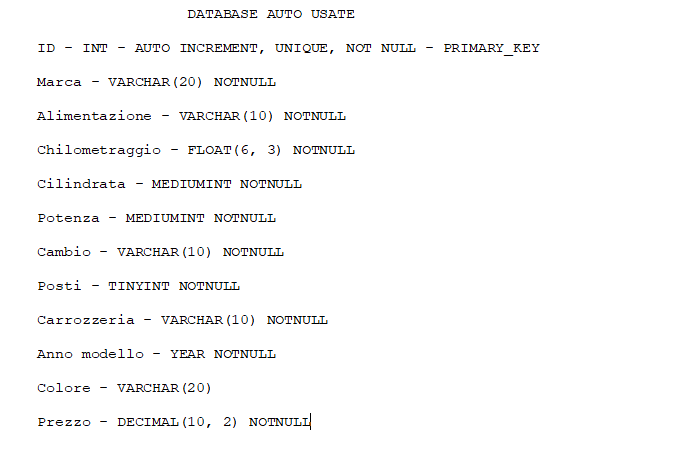 DATABASE AUTO USATE
ID - INT - AUTO INCREMENT, UNIQUE, NOT NULL - PRIMARY_KEY
Marca - VARCHAR(20) NOTNULL
Alimentazione - VARCHAR(10) NOTNULL
Chilometraggio - FLOAT(6, 3) NOTNULL
Cilindrata - MEDIUMINT NOTNULL
Potenza - MEDIUMINT NOTNULL
Cambio - VARCHAR(10) NOTNULL
Posti - TINYINT NOTNULL
Carrozzeria - VARCHAR(10) NOTNULL
Anno modello - YEAR NOTNULL
Colore - VARCHAR(20)
Prezzo - DECIMAL(10, 2) NOTNULL